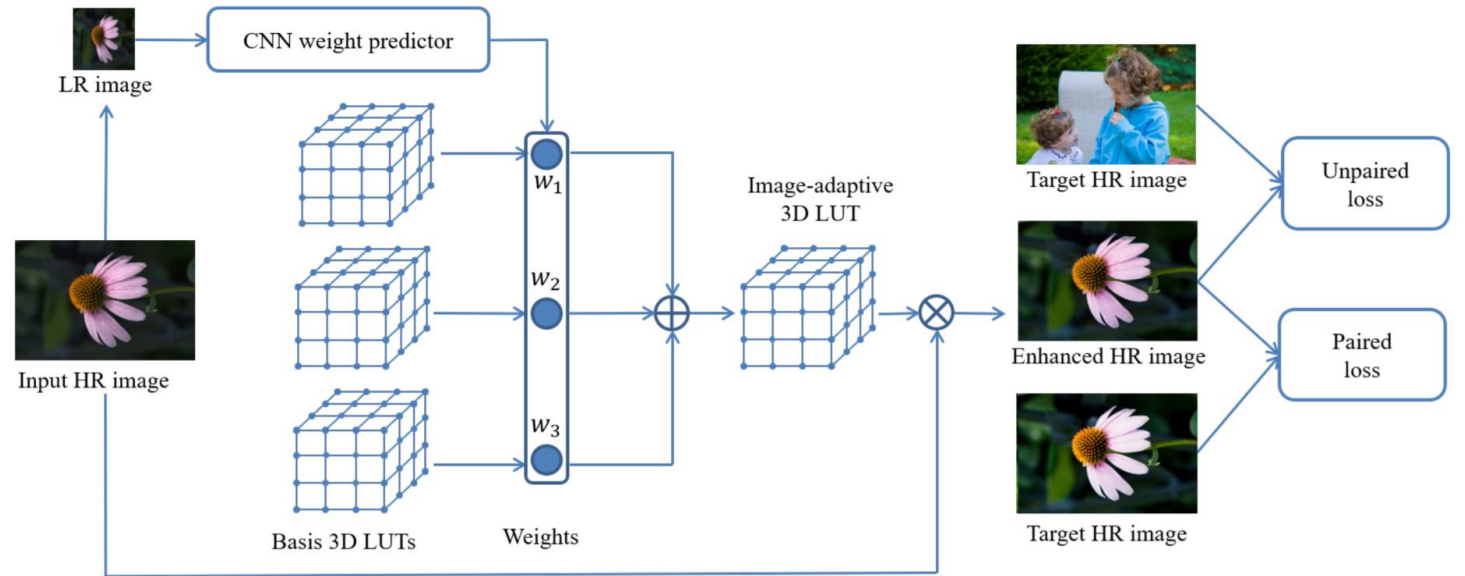 CNN weight predictor
LR image
Input HR image
w₁
w₂
w₃
Basis 3D LUTs
Weights
Image-adaptive
3D LUT
Target HR image
Enhanced HR image
Target HR image
Unpaired
loss
Paired
loss